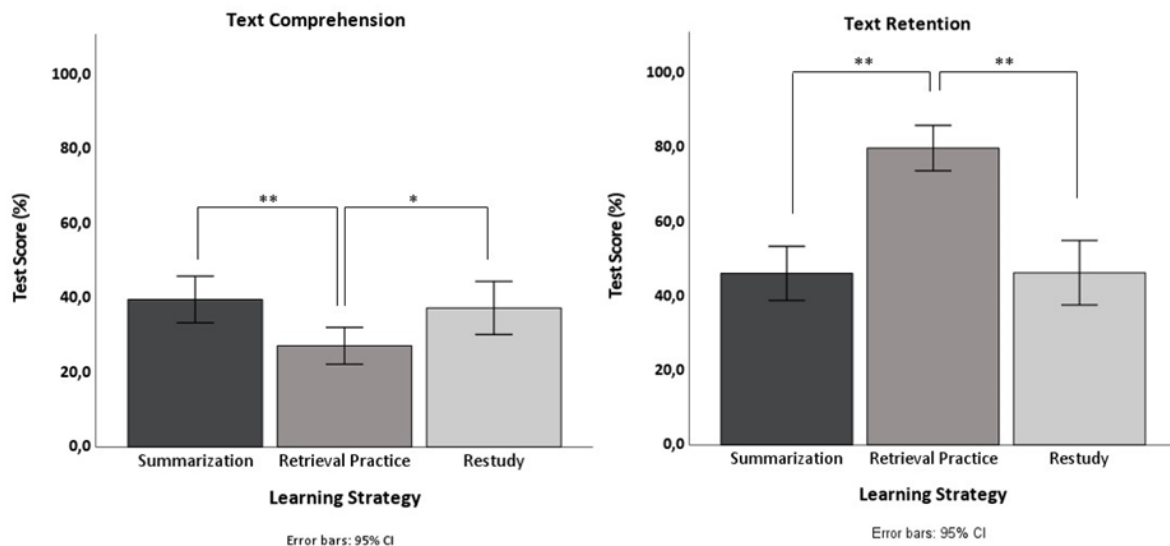 Text Comprehension
Test Score (%)
100,0
80,0
60,0
40,0
20,0
0,0
** *
Summarization Retrieval Practice Restudy
Learning Strategy
Error bars: 95% CI
Text Retention
Test Score (%)
100,0
80,0
60,0
40,0
20,0
0,0
** **
Summarization Retrieval Practice Restudy
Learning Strategy
Error bars: 95% CI